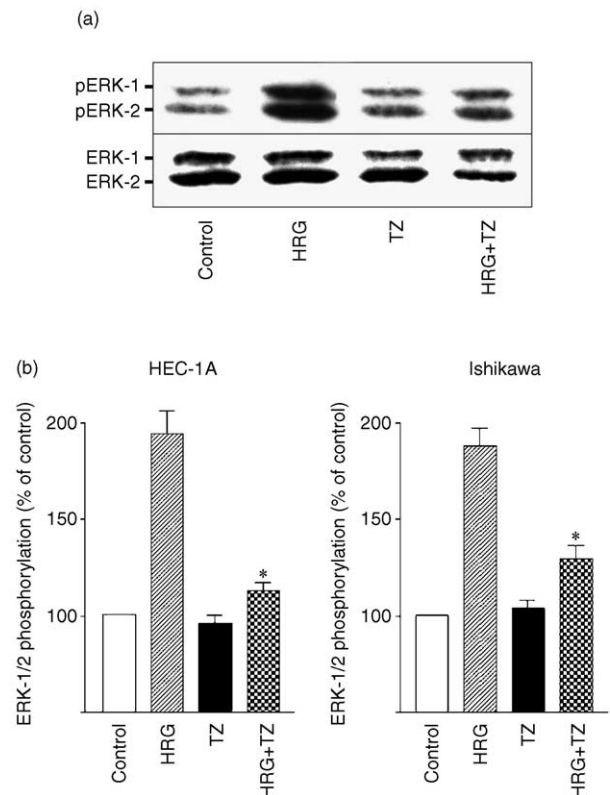 (a)
pERK-1
pERK-2
ERK-1
ERK-2
Control
HRG
TZ
HRG+TZ
(b)
HEC-1A
ERK-1/2 phosphorylation (% of control)
200
150
100
*
Control
HRG
TZ
HRG+TZ
Ishikawa
ERK-1/2 phosphorylation (% of control)
200
150
100
*
Control
HRG
TZ
HRG+TZ